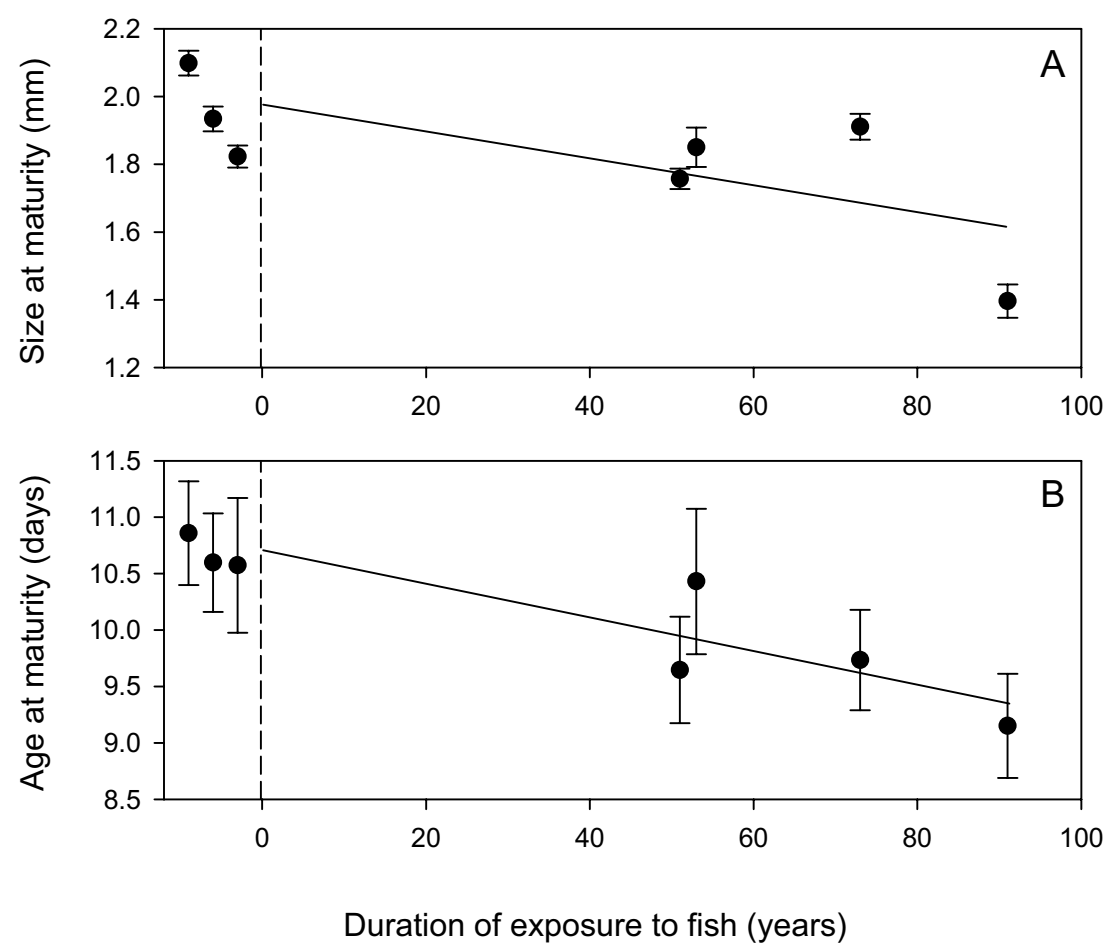 A
Size at maturity (mm)
2.2
2.0
1.8
1.6
1.4
1.2
0 20 40 60 80 100
B
Age at maturity (days)
11.5
11.0
10.5
10.0
9.5
9.0
8.5
0 20 40 60 80 100
Duration of exposure to fish (years)